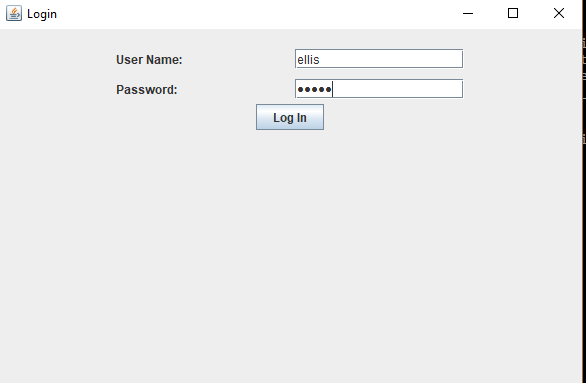 Login
User Name:
ellis
Password:
•••••
Log In